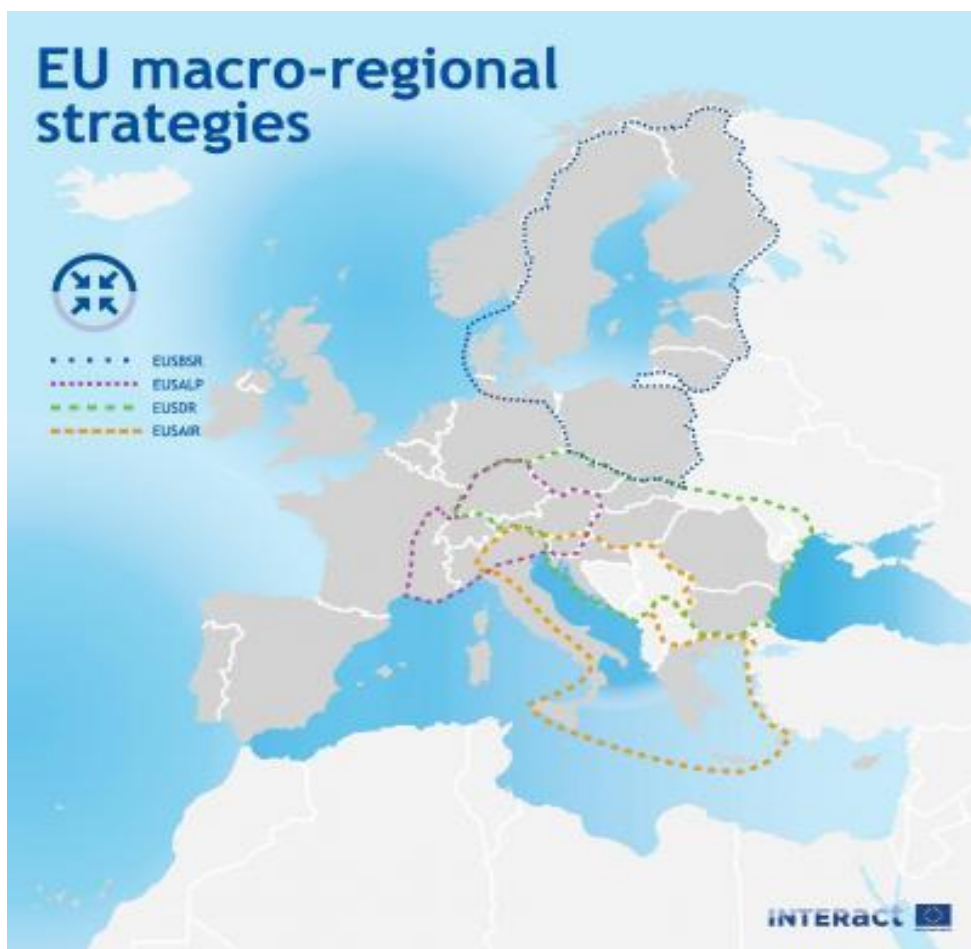 EU macro-regional
strategies
EUSBSR
EUSALP
EUSDR
EUSAIR
INTERact